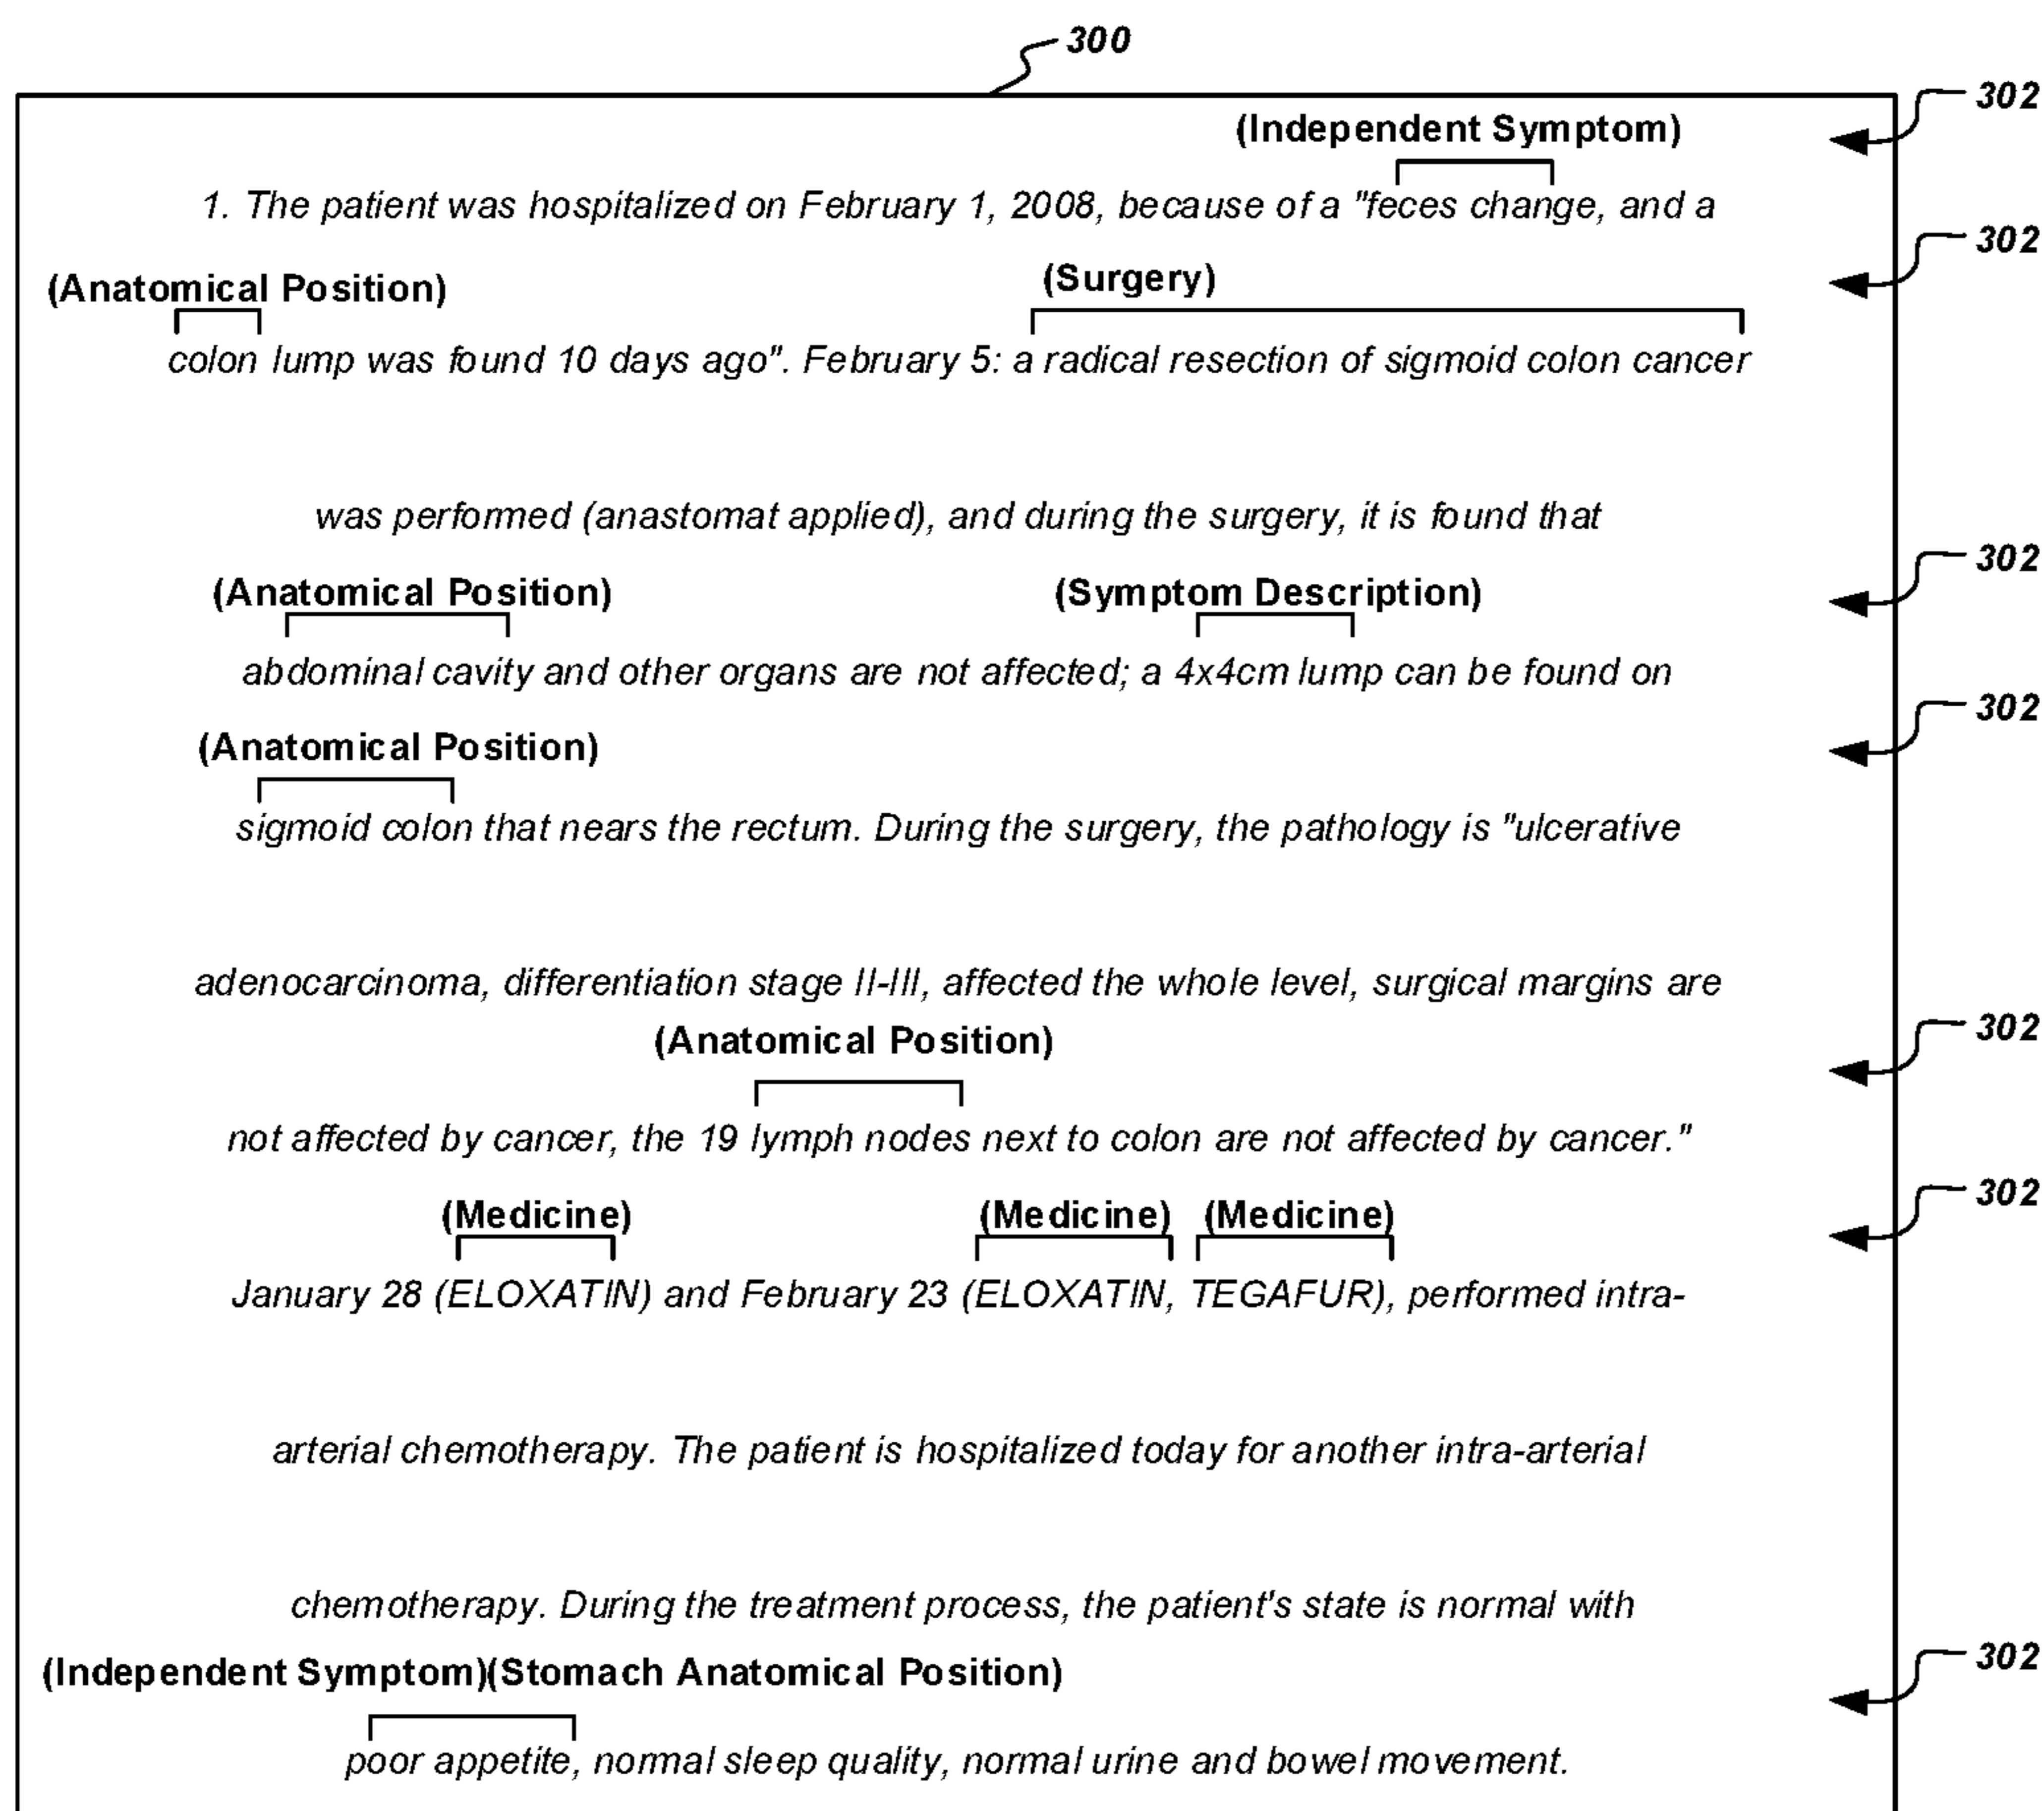 300
302
(Independent Symptom)
1. The patient was hospitalized on February 1, 2008, because of a "feces change, and a
302
(Anatomical Position) (Surgery)
colon lump was found 10 days ago". February 5: a radical resection of sigmoid colon cancer
was performed (anastomat applied), and during the surgery, it is found that
302
(Anatomical Position) (Symptom Description)
abdominal cavity and other organs are not affected; a 4x4cm lump can be found on
302
(Anatomical Position)
sigmoid colon that nears the rectum. During the surgery, the pathology is "ulcerative
adenocarcinoma, differentiation stage II-III, affected the whole level, surgical margins are
302
(Anatomical Position)
not affected by cancer, the 19 lymph nodes next to colon are not affected by cancer."
302
(Medicine) (Medicine) (Medicine)
January 28 (ELOXATIN) and February 23 (ELOXATIN, TEGAFUR), performed intra-
arterial chemotherapy. The patient is hospitalized today for another intra-arterial
chemotherapy. During the treatment process, the patient's state is normal with
302
(Independent Symptom)(Stomach Anatomical Position)
poor appetite, normal sleep quality, normal urine and bowel movement.